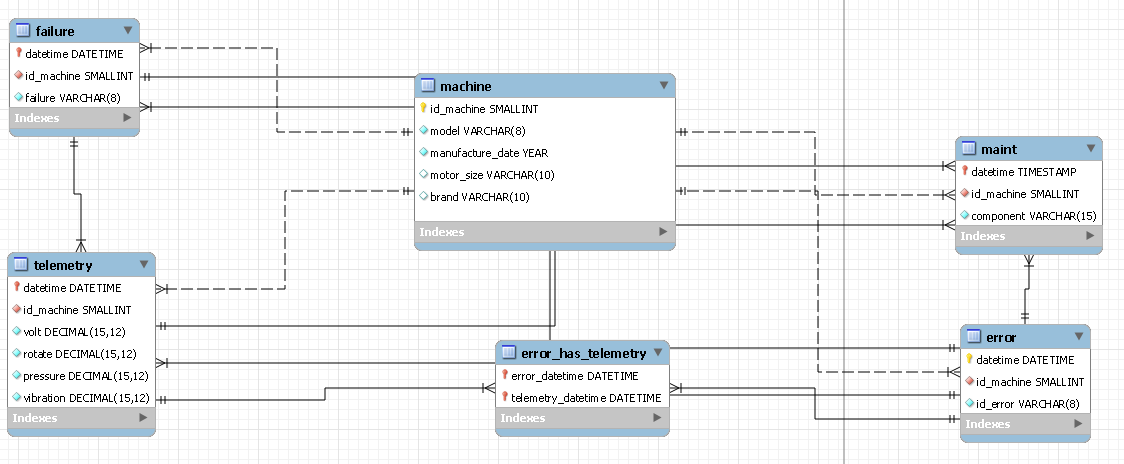 failure
datetime DATETIME
id_machine SMALLINT
failure VARCHAR(8)
Indexes
machine
id_machine SMALLINT
model VARCHAR(8)
manufacture_date YEAR
motor_size VARCHAR(10)
brand VARCHAR(10)
Indexes
maint
datetime TIMESTAMP
id_machine SMALLINT
component VARCHAR(15)
Indexes
telemetry
datetime DATETIME
id_machine SMALLINT
volt DECIMAL(15,12)
rotate DECIMAL(15,12)
pressure DECIMAL(15,12)
vibration DECIMAL(15,12)
Indexes
error_has_telemetry
error_datetime DATETIME
telemetry_datetime DATETIME
Indexes
error
datetime DATETIME
id_machine SMALLINT
id_error VARCHAR(8)
Indexes